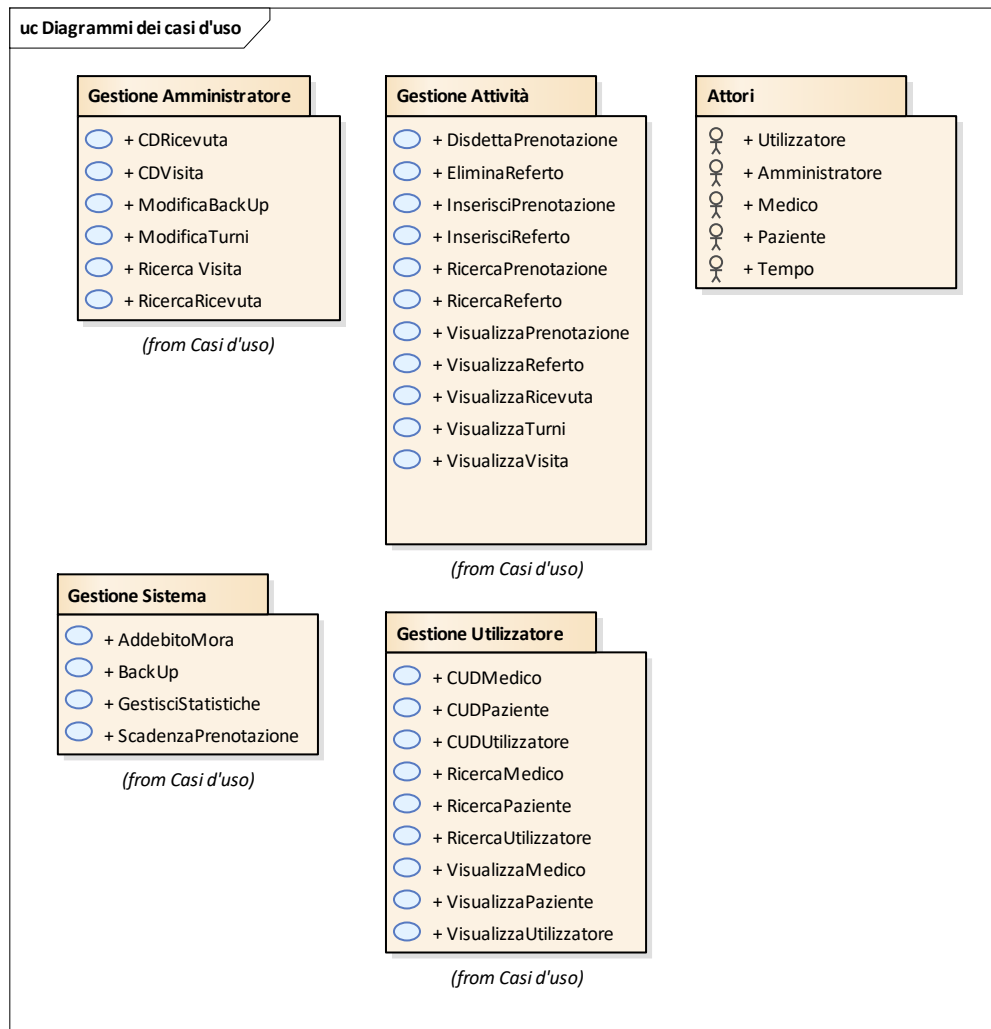 uc Diagrammi dei casi d'uso
Gestione Amministratore
+ CDRicevuta
+ CDVisita
+ ModificaBackUp
+ ModificaTurni
+ Ricerca Visita
+ RicercaRicevuta
(from Casi d'uso)
Gestione Attività
+ DisdettaPrenotazione
+ EliminaReferto
+ InserisciPrenotazione
+ InserisciReferto
+ RicercaPrenotazione
+ RicercaReferto
+ VisualizzaPrenotazione
+ VisualizzaReferto
+ VisualizzaRicevuta
+ VisualizzaTurni
+ VisualizzaVisita
(from Casi d'uso)
Attori
+ Utilizzatore
+ Amministratore
+ Medico
+ Paziente
+ Tempo
Gestione Sistema
+ AddebitoMora
+ BackUp
+ GestisciStatistiche
+ ScadenzaPrenotazione
(from Casi d'uso)
Gestione Utilizzatore
+ CUDMedico
+ CUDPaziente
+ CUDUtilizzatore
+ RicercaMedico
+ RicercaPaziente
+ RicercaUtilizzatore
+ VisualizzaMedico
+ VisualizzaPaziente
+ VisualizzaUtilizzatore
(from Casi d'uso)